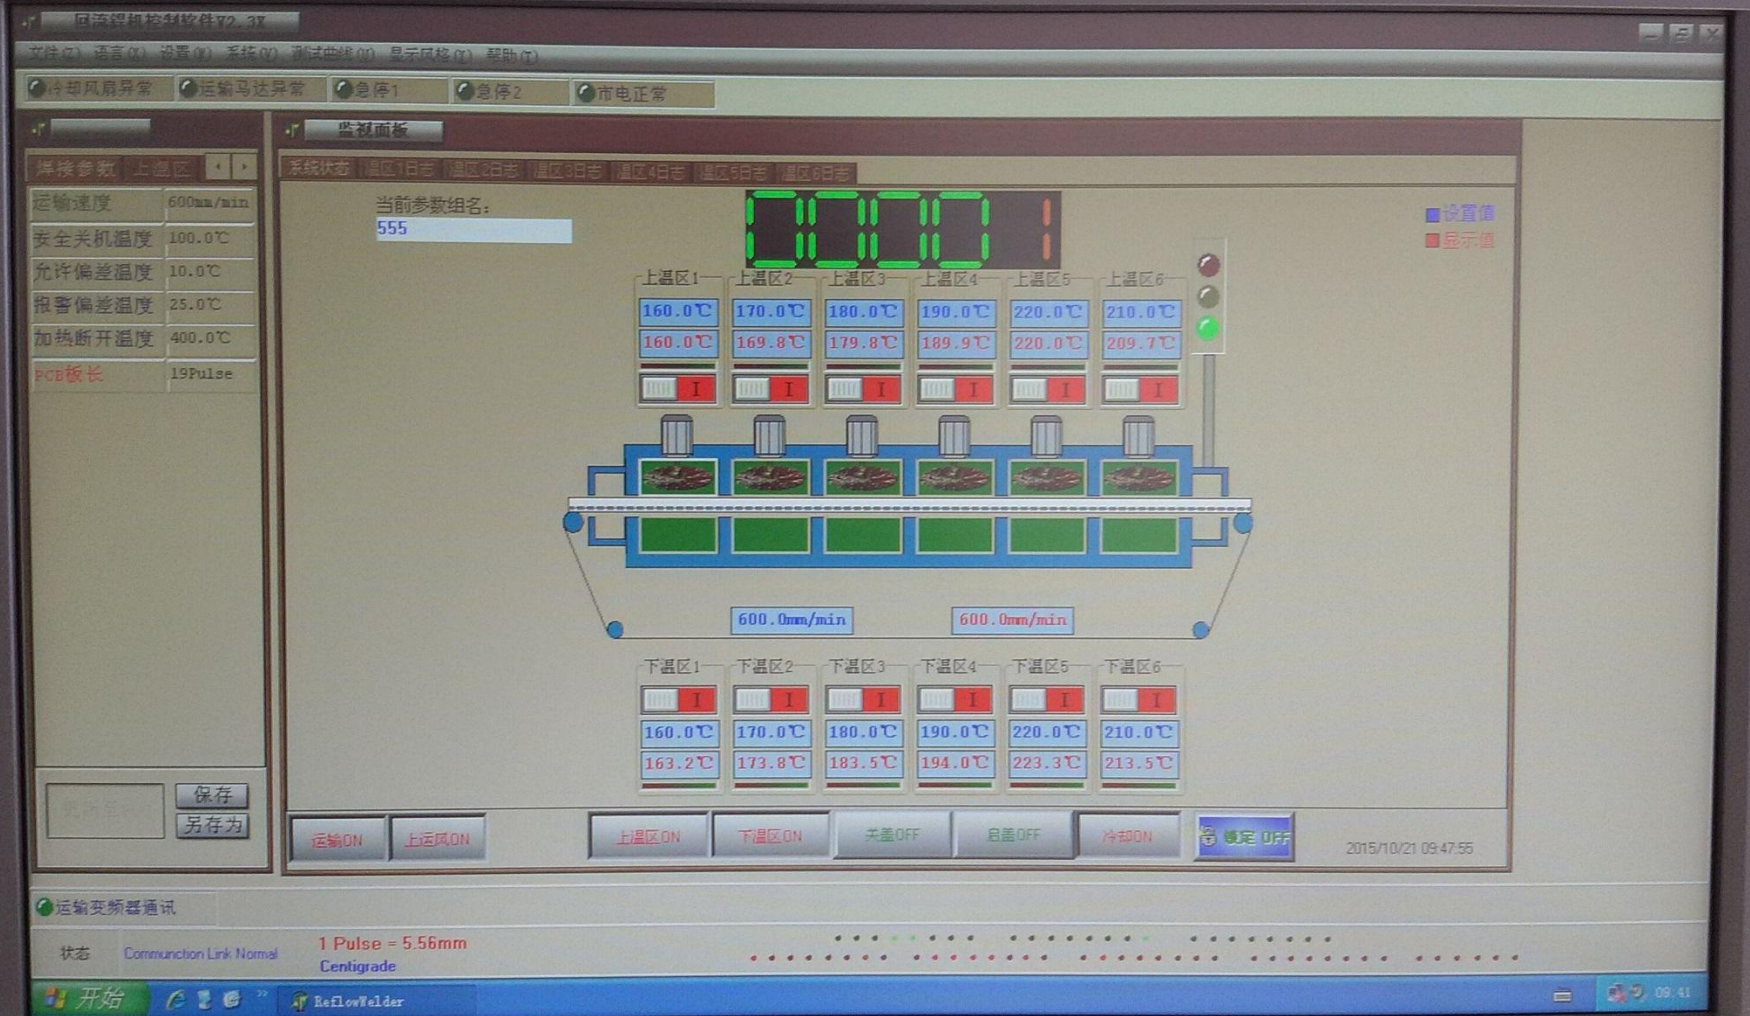 回流焊机控制软件V2.3X
文件(Z) 语言(X) 设置(W) 系统(V) 测试曲线(U) 显示风格(I) 帮助(T)
冷却风扇异常 运输马达异常 急停1 急停2 市电正常
监视面板
焊接参数 上温区
系统状态 温区1日志 温区2日志 温区3日志 温区4日志 温区5日志 温区6日志
运输速度 600mm/min
安全关机温度 100.0℃
允许偏差温度 10.0℃
报警偏差温度 25.0℃
加热断开温度 400.0℃
PCB板长 19Pulse
保存
另存为
当前参数组名:
555
0000 1
设置值
显示值
上温区1 上温区2 上温区3 上温区4 上温区5 上温区6
160.0℃ 170.0℃ 180.0℃ 190.0℃ 220.0℃ 210.0℃
160.0℃ 169.8℃ 179.8℃ 189.9℃ 220.0℃ 209.7℃
I I I I I I
600.0mm/min 600.0mm/min
下温区1 下温区2 下温区3 下温区4 下温区5 下温区6
I I I I I I
160.0℃ 170.0℃ 180.0℃ 190.0℃ 220.0℃ 210.0℃
163.2℃ 173.8℃ 183.5℃ 194.0℃ 223.3℃ 213.5℃
运输ON 上运风ON 上温区ON 下温区ON 关盖OFF 启盖OFF 冷却ON 锁定 OFF 2015/10/21 09:47:55
运输变频器通讯
状态 Communction Link Normal 1 Pulse = 5.56mm
Centigrade
开始 ReflowWelder 09:41